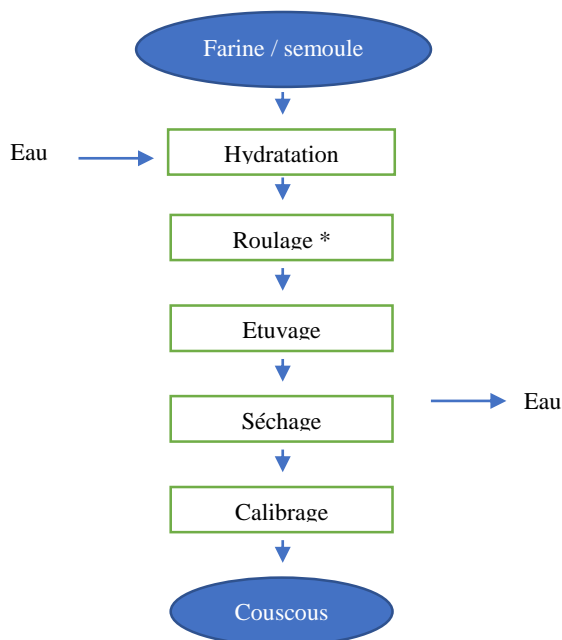 Farine / semoule
Eau
Hydratation
Roulage *
Etuvage
Séchage
Eau
Calibrage
Couscous